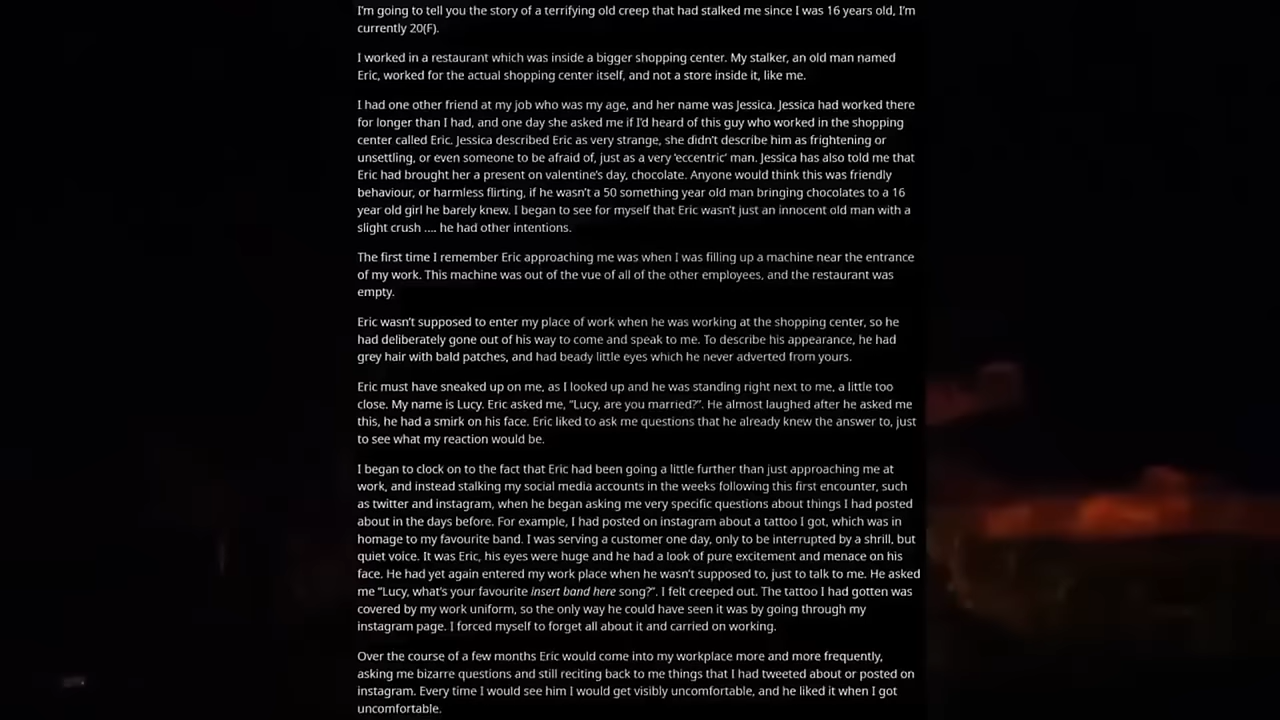 I'm going to tell you the story of a terrifying old creep that had stalked me since I was 16 years old, I'm
currently 20(F).
I worked in a restaurant which was inside a bigger shopping center. My stalker, an old man named
Eric, worked for the actual shopping center itself, and not a store inside it, like me.
I had one other friend at my job who was my age, and her name was Jessica. Jessica had worked there
for longer than I had, and one day she asked me if I'd heard of this guy who worked in the shopping
center called Eric. Jessica described Eric as very strange, she didn't describe him as frightening or
unsettling, or even someone to be afraid of, just as a very 'eccentric' man. Jessica has also told me that
Eric had brought her a present on valentine's day, chocolate. Anyone would think this was friendly
behaviour, or harmless flirting, if he wasn't a 50 something year old man bringing chocolates to a 16
year old girl he barely knew. I began to see for myself that Eric wasn't just an innocent old man with a
slight crush .... he had other intentions.
The first time I remember Eric approaching me was when I was filling up a machine near the entrance
of my work. This machine was out of the vue of all of the other employees, and the restaurant was
empty.
Eric wasn't supposed to enter my place of work when he was working at the shopping center, so he
had deliberately gone out of his way to come and speak to me. To describe his appearance, he had
grey hair with bald patches, and had beady little eyes which he never adverted from yours.
Eric must have sneaked up on me, as I looked up and he was standing right next to me, a little too
close. My name is Lucy. Eric asked me, "Lucy, are you married?". He almost laughed after he asked me
this, he had a smirk on his face. Eric liked to ask me questions that he already knew the answer to, just
to see what my reaction would be.
I began to clock on to the fact that Eric had been going a little further than just approaching me at
work, and instead stalking my social media accounts in the weeks following this first encounter, such
as twitter and instagram, when he began asking me very specific questions about things I had posted
about in the days before. For example, I had posted on instagram about a tattoo I got, which was in
homage to my favourite band. I was serving a customer one day, only to be interrupted by a shrill, but
quiet voice. It was Eric, his eyes were huge and he had a look of pure excitement and menace on his
face. He had yet again entered my work place when he wasn't supposed to, just to talk to me. He asked
me "Lucy, what's your favourite insert band here song?". I felt creeped out. The tattoo I had gotten was
covered by my work uniform, so the only way he could have seen it was by going through my
instagram page. I forced myself to forget all about it and carried on working.
Over the course of a few months Eric would come into my workplace more and more frequently,
asking me bizarre questions and still reciting back to me things that I had tweeted about or posted on
instagram. Every time I would see him I would get visibly uncomfortable, and he liked it when I got
uncomfortable.